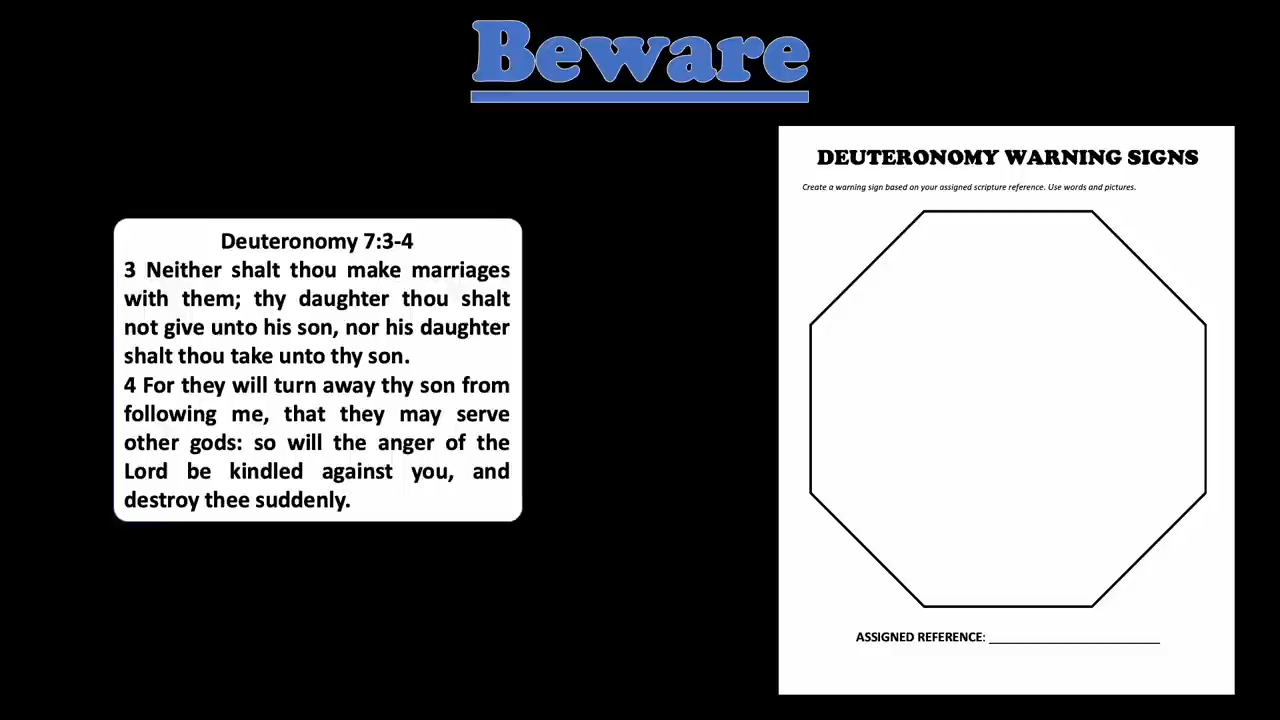 Beware
Deuteronomy 7:3-4
3 Neither shalt thou make marriages
with them; thy daughter thou shalt
not give unto his son, nor his daughter
shalt thou take unto thy son.
4 For they will turn away thy son from
following me, that they may serve
other gods: so will the anger of the
Lord be kindled against you, and
destroy thee suddenly.
DEUTERONOMY WARNING SIGNS
Create a warning sign based on your assigned scripture reference. Use words and pictures.
ASSIGNED REFERENCE: ____________________